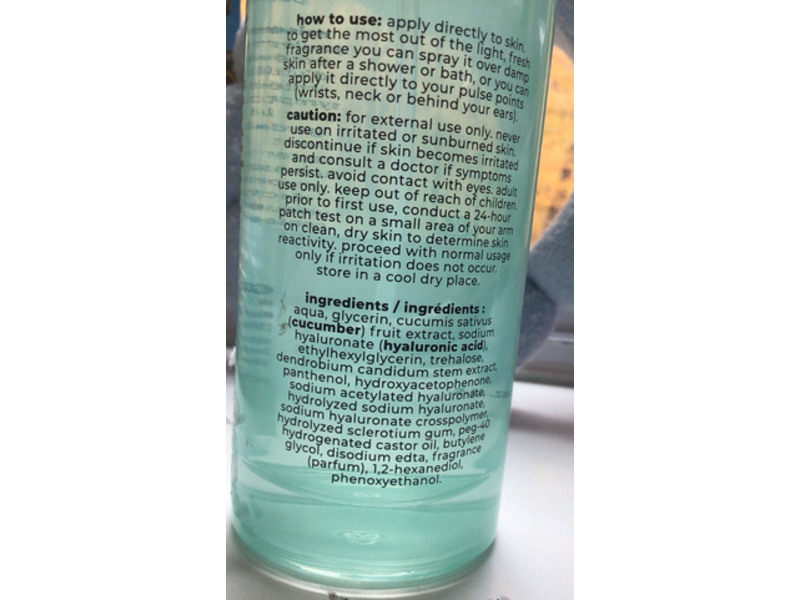 how to use: apply directly to skin.
to get the most out of the light, fresh
fragrance you can spray it over damp
skin after a shower or bath, or you can
apply it directly to your pulse points
(wrists, neck or behind your ears).
caution: for external use only. never
use on irritated or sunburned skin.
discontinue if skin becomes irritated
and consult a doctor if symptoms
persist. avoid contact with eyes. adult
use only. keep out of reach of children.
prior to first use, conduct a 24-hour
patch test on a small area of your arm
on clean, dry skin to determine skin
reactivity. proceed with normal usage
only if irritation does not occur.
store in a cool dry place.
ingredients / ingrédients :
aqua, glycerin, cucumis sativus
(cucumber) fruit extract, sodium
hyaluronate (hyaluronic acid),
ethylhexylglycerin, trehalose,
dendrobium candidum stem extract,
panthenol, hydroxyacetophenone,
sodium acetylated hyaluronate,
hydrolyzed sodium hyaluronate,
sodium hyaluronate crosspolymer,
hydrolyzed sclerotium gum, peg-40
hydrogenated castor oil, butylene
glycol, disodium edta, fragrance
(parfum), 1,2-hexanediol,
phenoxyethanol.